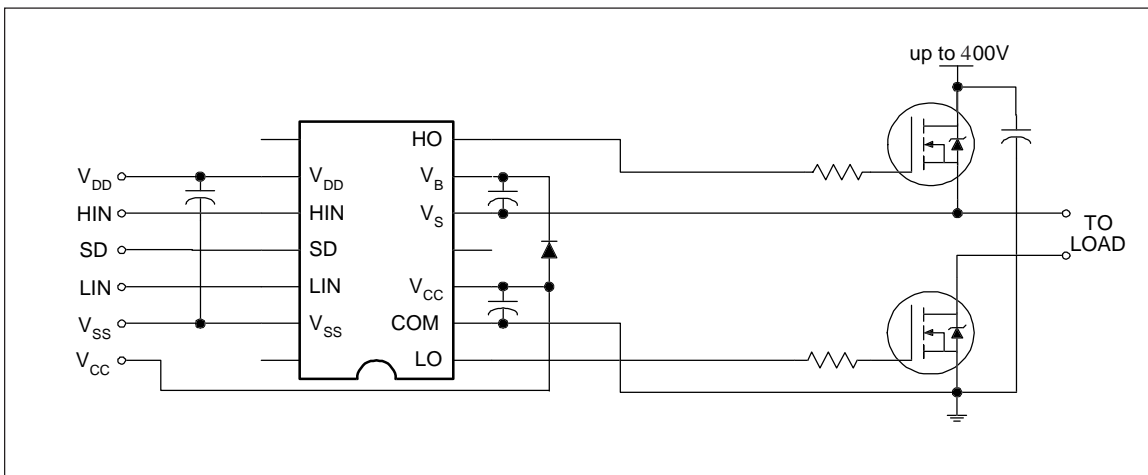 up to 400V
HO
V_DD
V_DD
V_B
HIN
HIN
V_S
TO
LOAD
SD
SD
LIN
LIN
V_CC
V_SS
V_SS
COM
V_CC
LO